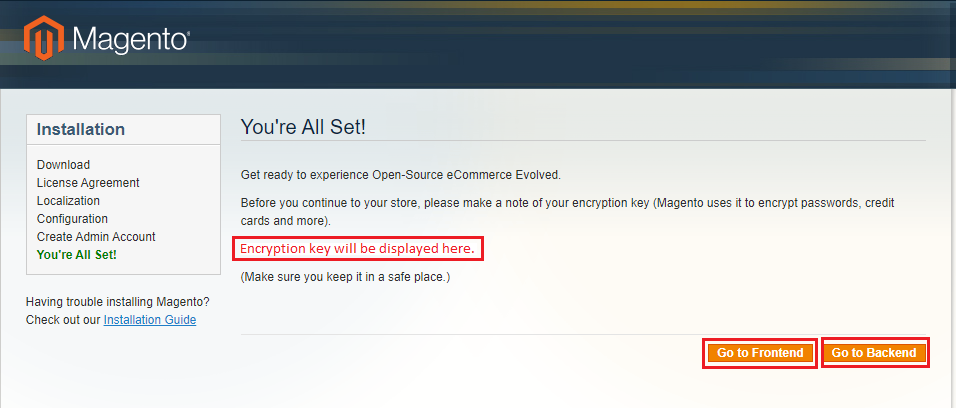 Magento®
Installation
Download
License Agreement
Localization
Configuration
Create Admin Account
You're All Set!
Having trouble installing Magento?
Check out our Installation Guide
You're All Set!
Get ready to experience Open-Source eCommerce Evolved.
Before you continue to your store, please make a note of your encryption key (Magento uses it to encrypt passwords, credit
cards and more).
Encryption key will be displayed here.
(Make sure you keep it in a safe place.)
Go to Frontend Go to Backend